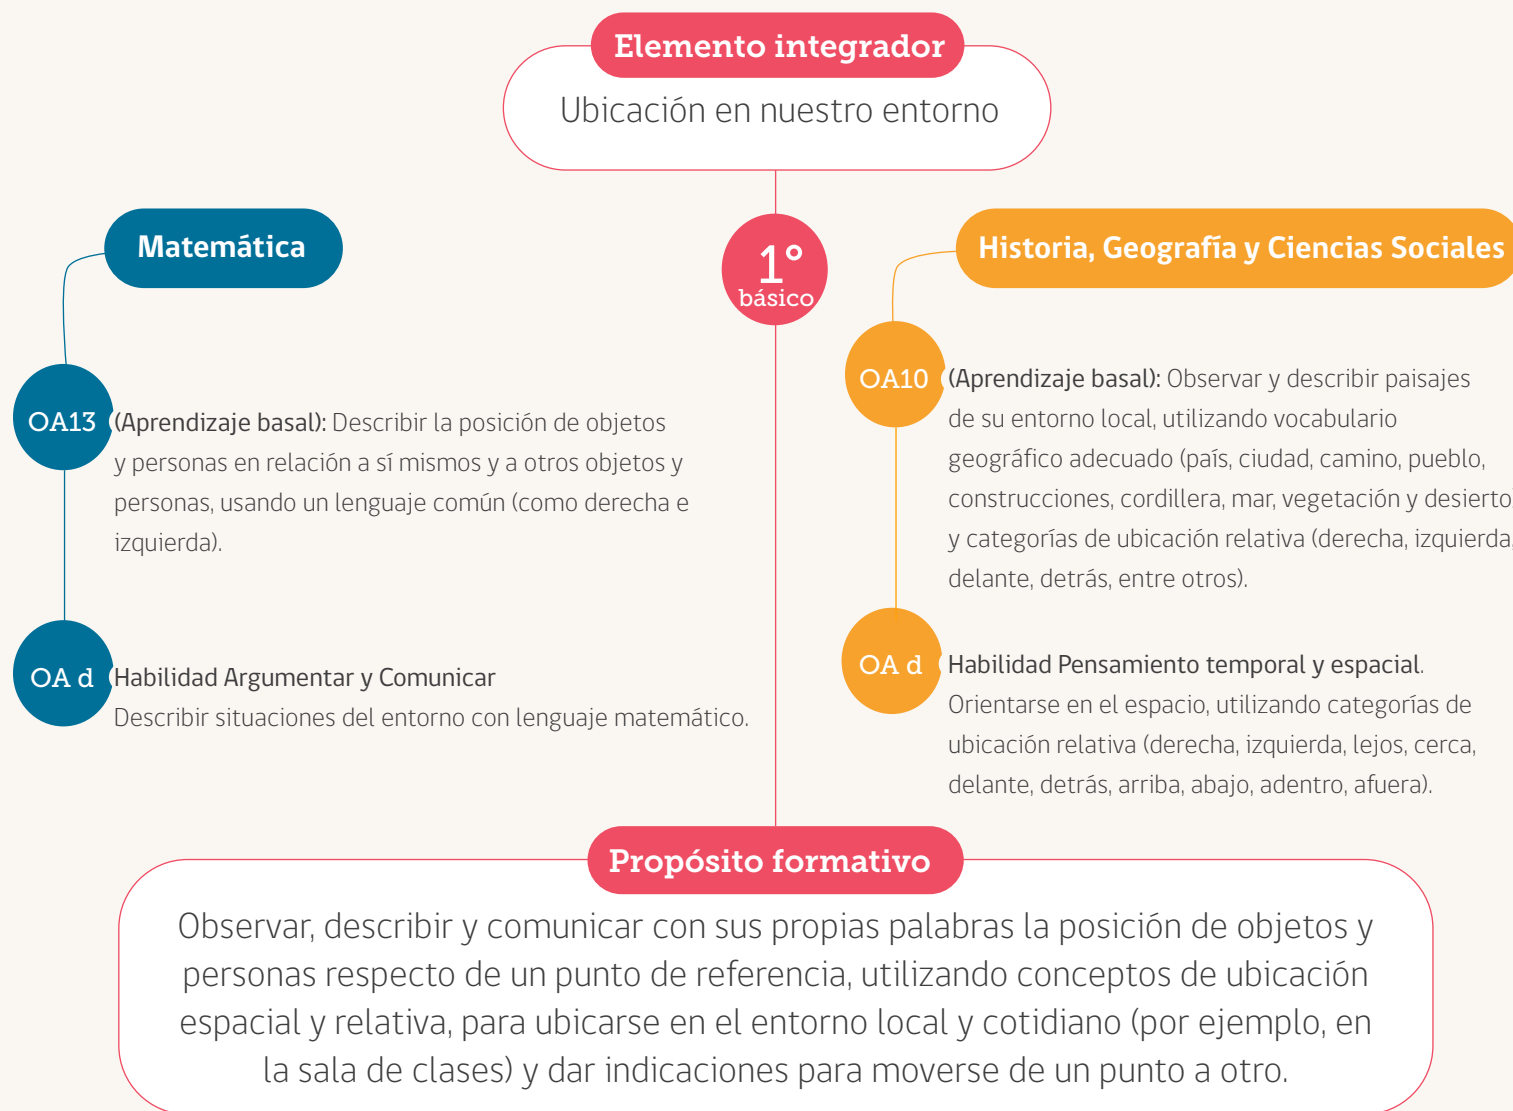 Elemento integrador
Ubicación en nuestro entorno
1°
básico
Matemática
OA13
(Aprendizaje basal): Describir la posición de objetos
y personas en relación a sí mismos y a otros objetos y
personas, usando un lenguaje común (como derecha e
izquierda).
OA d
Habilidad Argumentar y Comunicar
Describir situaciones del entorno con lenguaje matemático.
Historia, Geografía y Ciencias Sociales
OA10
(Aprendizaje basal): Observar y describir paisajes
de su entorno local, utilizando vocabulario
geográfico adecuado (país, ciudad, camino, pueblo,
construcciones, cordillera, mar, vegetación y desierto)
y categorías de ubicación relativa (derecha, izquierda,
delante, detrás, entre otros).
OA d
Habilidad Pensamiento temporal y espacial.
Orientarse en el espacio, utilizando categorías de
ubicación relativa (derecha, izquierda, lejos, cerca,
delante, detrás, arriba, abajo, adentro, afuera).
Propósito formativo
Observar, describir y comunicar con sus propias palabras la posición de objetos y
personas respecto de un punto de referencia, utilizando conceptos de ubicación
espacial y relativa, para ubicarse en el entorno local y cotidiano (por ejemplo, en
la sala de clases) y dar indicaciones para moverse de un punto a otro.